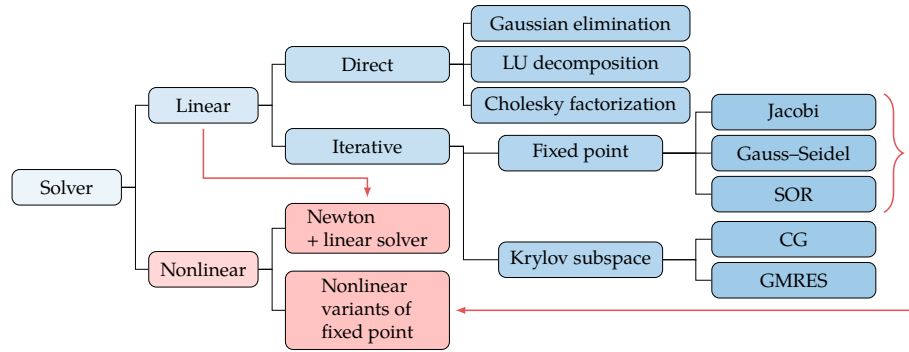 Gaussian elimination
Direct
LU decomposition
Linear
Cholesky factorization
Jacobi
Iterative
Fixed point
Gauss–Seidel
Solver
SOR
Newton
+ linear solver
CG
Nonlinear
Krylov subspace
GMRES
Nonlinear
variants of
fixed point